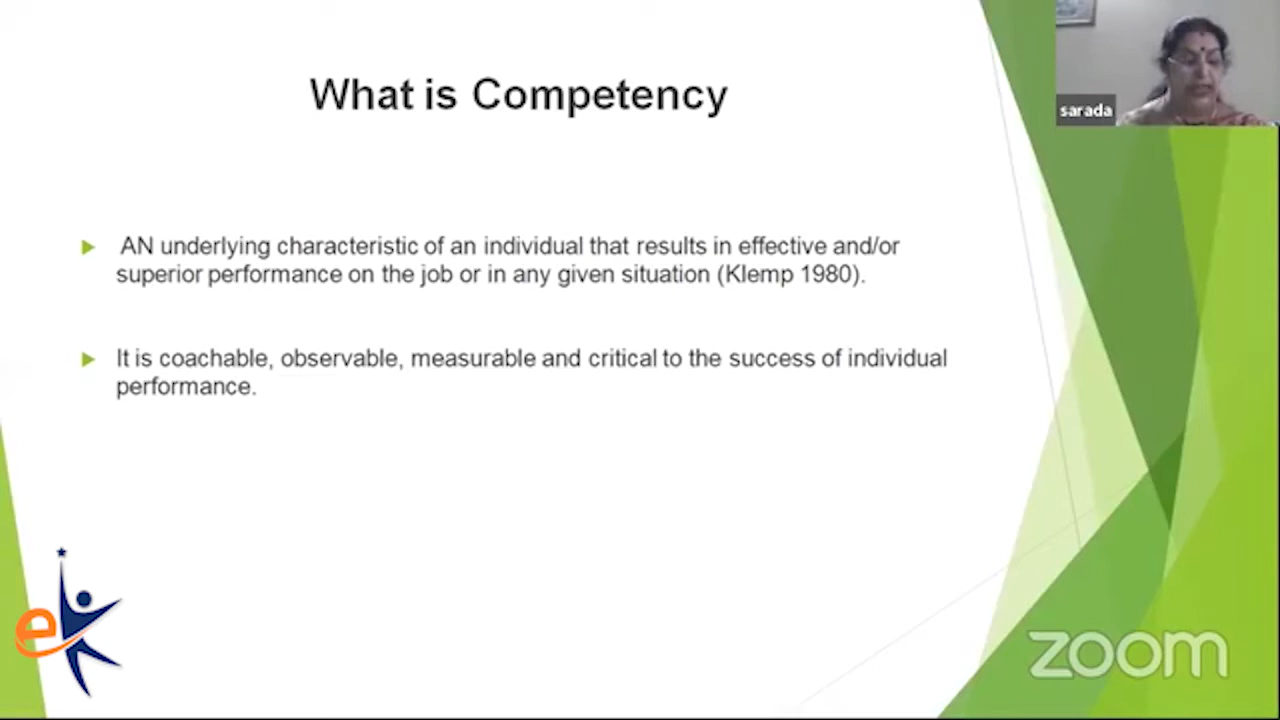 What is Competency
sarada
AN underlying characteristic of an individual that results in effective and/or
superior performance on the job or in any given situation (Klemp 1980).
It is coachable, observable, measurable and critical to the success of individual
performance.
e
zoom